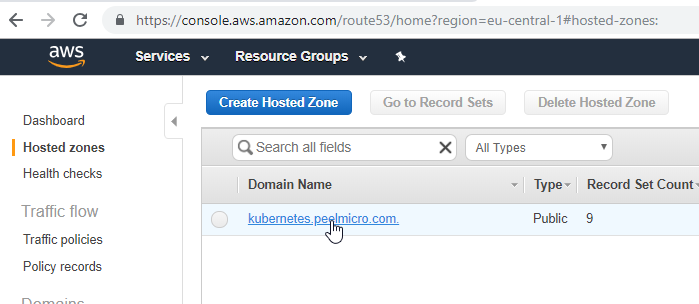 https://console.aws.amazon.com/route53/home?region=eu-central-1#hosted-zones:
aws
Services
Resource Groups
Create Hosted Zone
Go to Record Sets
Delete Hosted Zone
Dashboard
Hosted zones
Health checks
Traffic flow
Traffic policies
Policy records
Search all fields
All Types
Domain Name
Type
Record Set Count
kubernetes.peelmicro.com.
Public
9